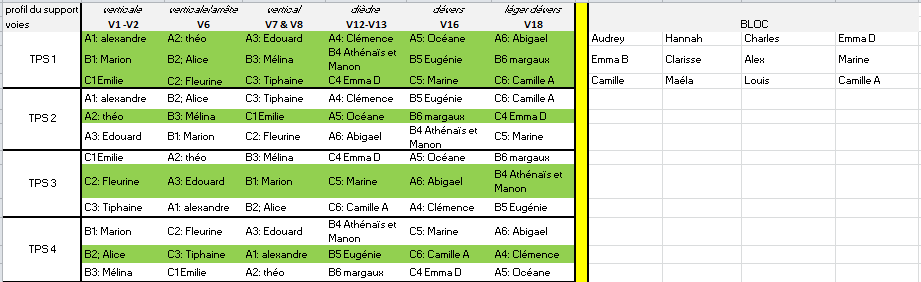 profil du support verticale verticale/arrête vertical dièdre dévers léger dévers
voies V1 -V2 V6 V7 & V8 V12-V13 V16 V18 BLOC
TPS 1
A1: alexandre A2: théo A3: Edouard A4: Clémence A5: Océane A6: Abigael Audrey Hannah Charles Emma D
B1: Marion B2; Alice B3: Mélina B4 Athénaïs et Manon B5 Eugénie B6 margaux Emma B Clarisse Alex Marine
C1Emilie C2: Fleurine C3: Tiphaine C4 Emma D C5: Marine C6: Camille A Camille Maéla Louis Camille A
TPS 2
A1: alexandre B2; Alice C3: Tiphaine A4: Clémence B5 Eugénie C6: Camille A
A2: théo B3: Mélina C1Emilie A5: Océane B6 margaux C4 Emma D
A3: Edouard B1: Marion C2: Fleurine A6: Abigael B4 Athénaïs et Manon C5: Marine
TPS 3
C1Emilie A2: théo B3: Mélina C4 Emma D A5: Océane B6 margaux
C2: Fleurine A3: Edouard B1: Marion C5: Marine A6: Abigael B4 Athénaïs et Manon
C3: Tiphaine A1: alexandre B2; Alice C6: Camille A A4: Clémence B5 Eugénie
TPS 4
B1: Marion C2: Fleurine A3: Edouard B4 Athénaïs et Manon C5: Marine A6: Abigael
B2; Alice C3: Tiphaine A1: alexandre B5 Eugénie C6: Camille A A4: Clémence
B3: Mélina C1Emilie A2: théo B6 margaux C4 Emma D A5: Océane